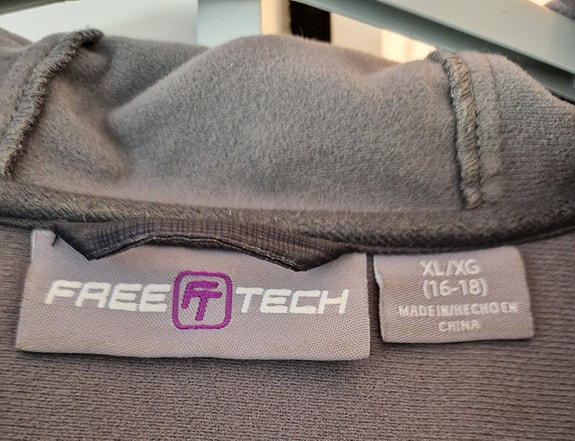 FREE FT TECH
XL/XG
(16-18)
MADE IN/HECHO EN
CHINA